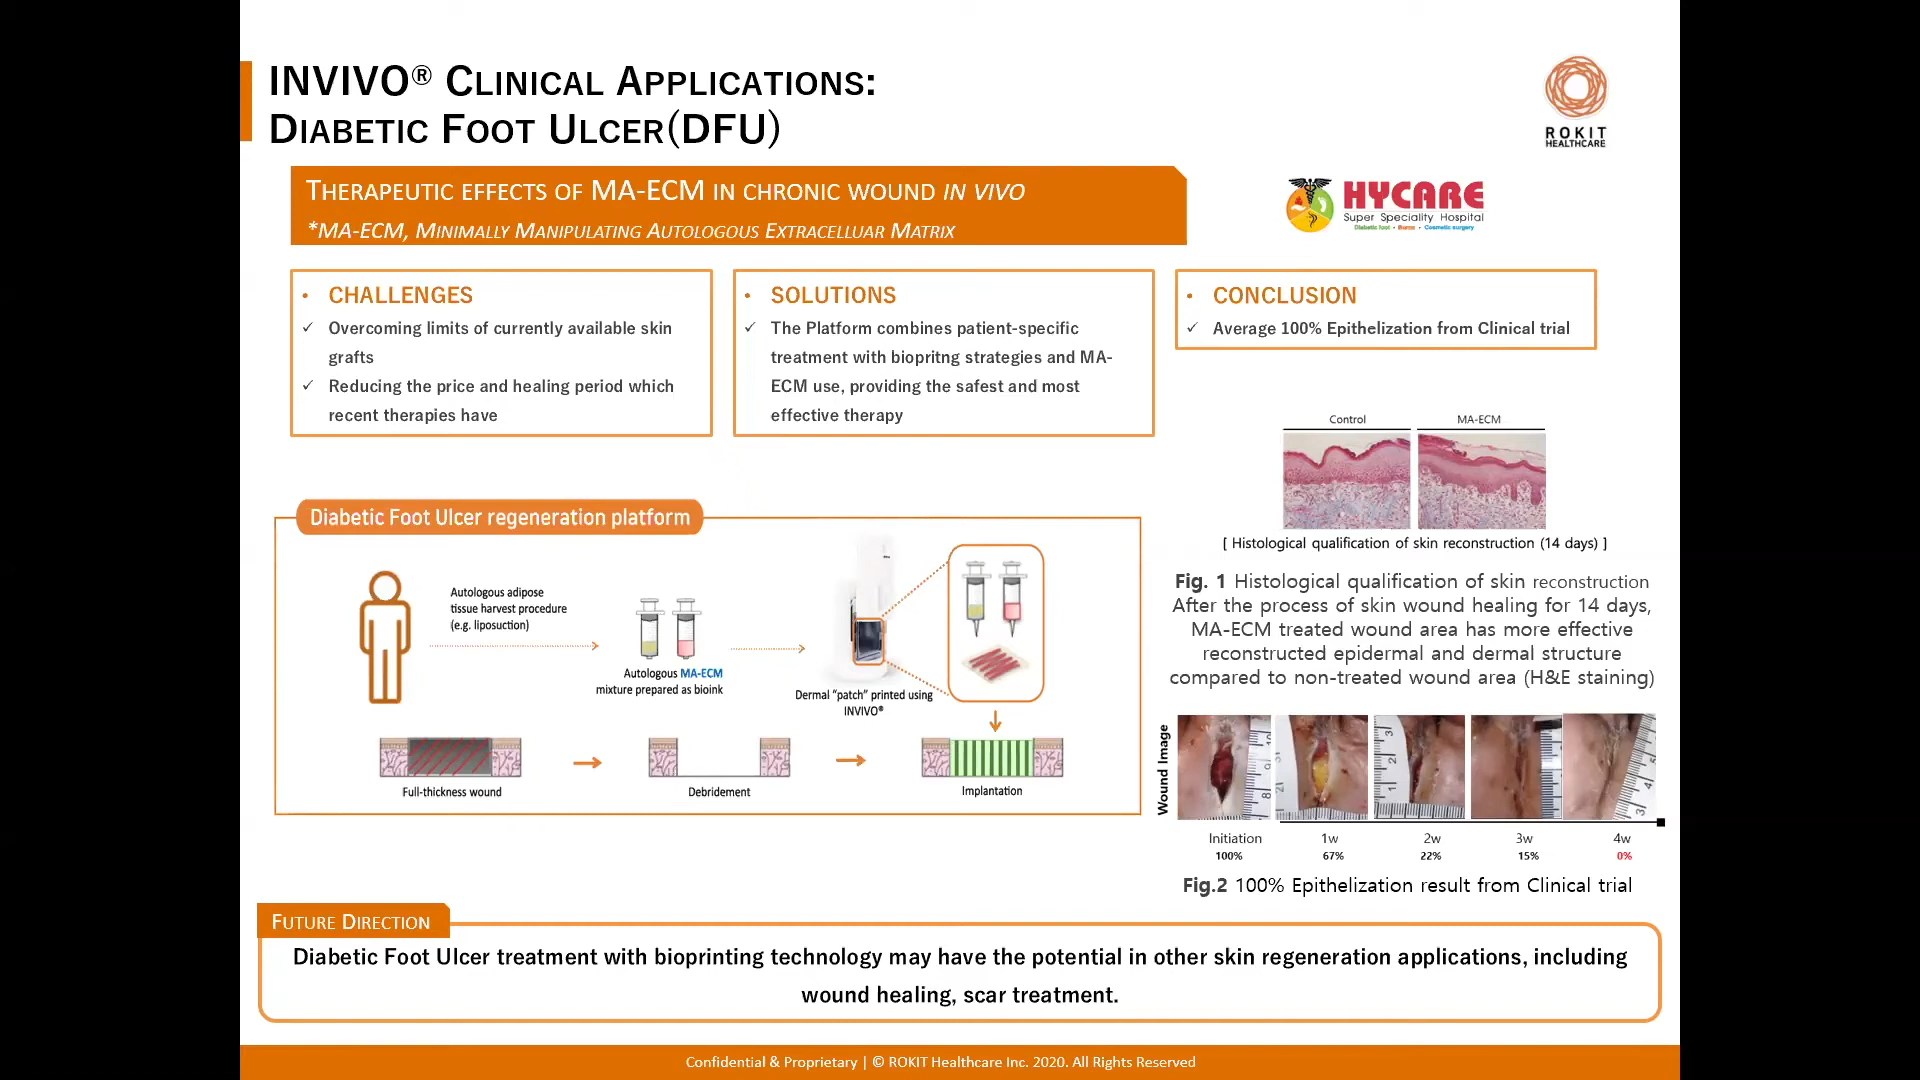 INVIVO® CLINICAL APPLICATIONS:
DIABETIC FOOT ULCER(DFU)
ROKIT
HEALTHCARE
THERAPEUTIC EFFECTS OF MA-ECM IN CHRONIC WOUND IN VIVO
*MA-ECM, MINIMALLY MANIPULATING AUTOLOGOUS EXTRACELLUAR MATRIX
HYCARE
Super Speciality Hospital
Diabetic foot • Burns • Cosmetic surgery
• CHALLENGES
✓ Overcoming limits of currently available skin
grafts
✓ Reducing the price and healing period which
recent therapies have
• SOLUTIONS
✓ The Platform combines patient-specific
treatment with biopritng strategies and MA-
ECM use, providing the safest and most
effective therapy
• CONCLUSION
✓ Average 100% Epithelization from Clinical trial
Control MA-ECM
[ Histological qualification of skin reconstruction (14 days) ]
Fig. 1 Histological qualification of skin reconstruction
After the process of skin wound healing for 14 days,
MA-ECM treated wound area has more effective
reconstructed epidermal and dermal structure
compared to non-treated wound area (H&E staining)
Diabetic Foot Ulcer regeneration platform
Autologous adipose
tissue harvest procedure
(e.g. liposuction)
Autologous MA-ECM
mixture prepared as bioink
Dermal “patch” printed using
INVIVO®
Full-thickness wound
Debridement
Implantation
Wound Image
Initiation 1w 2w 3w 4w
100% 67% 22% 15% 0%
Fig.2 100% Epithelization result from Clinical trial
FUTURE DIRECTION
Diabetic Foot Ulcer treatment with bioprinting technology may have the potential in other skin regeneration applications, including
wound healing, scar treatment.
Confidential & Proprietary | © ROKIT Healthcare Inc. 2020. All Rights Reserved